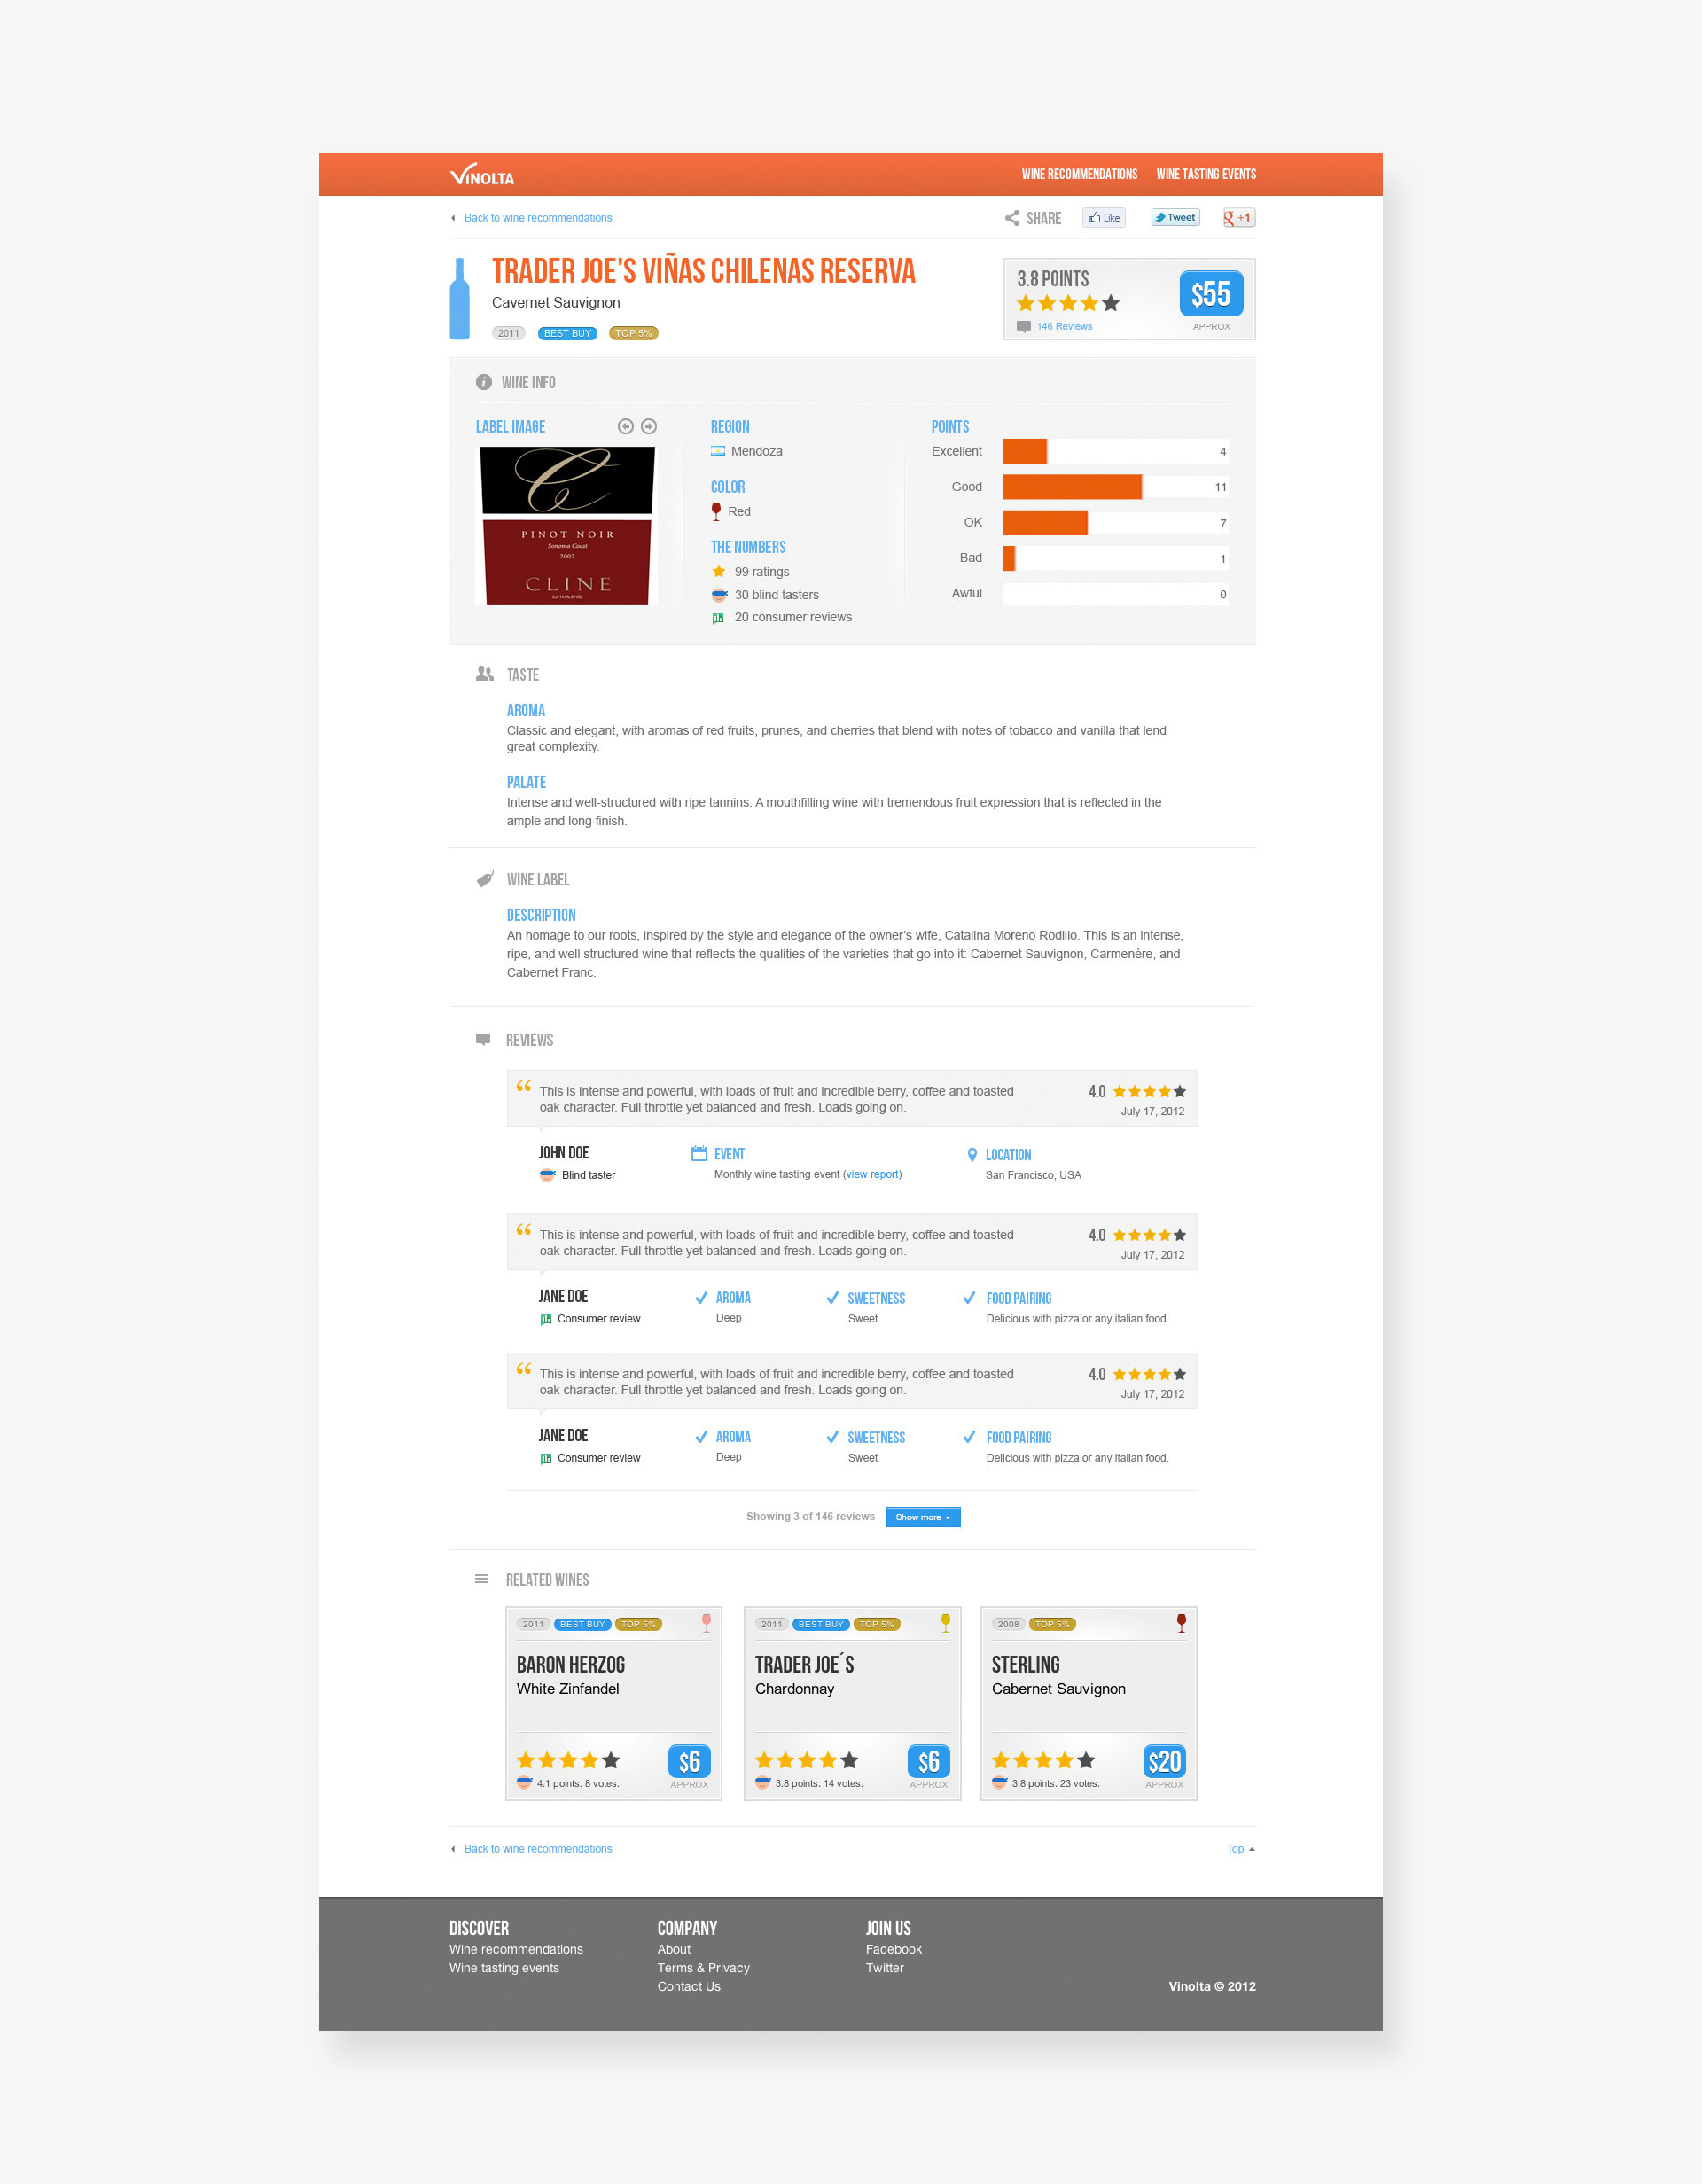 VINOLTA
WINE RECOMMENDATIONS WINE TASTING EVENTS
Back to wine recommendations
SHARE Like Tweet g +1
TRADER JOE'S VIÑAS CHILENAS RESERVA
Cavernet Sauvignon
2011 BEST BUY TOP 5%
3.8 POINTS
146 Reviews
$55
APPROX
WINE INFO
LABEL IMAGE
C
PINOT NOIR
Sonoma Coast
2007
CLINE
REGION
Mendoza
COLOR
Red
THE NUMBERS
99 ratings
30 blind tasters
20 consumer reviews
POINTS
Excellent 4
Good 11
OK 7
Bad 1
Awful 0
TASTE
AROMA
Classic and elegant, with aromas of red fruits, prunes, and cherries that blend with notes of tobacco and vanilla that lend
great complexity.
PALATE
Intense and well-structured with ripe tannins. A mouthfilling wine with tremendous fruit expression that is reflected in the
ample and long finish.
WINE LABEL
DESCRIPTION
An homage to our roots, inspired by the style and elegance of the owner's wife, Catalina Moreno Rodillo. This is an intense,
ripe, and well structured wine that reflects the qualities of the varieties that go into it: Cabernet Sauvignon, Carmenère, and
Cabernet Franc.
REVIEWS
“ This is intense and powerful, with loads of fruit and incredible berry, coffee and toasted
oak character. Full throttle yet balanced and fresh. Loads going on.
4.0
July 17, 2012
JOHN DOE
Blind taster
EVENT
Monthly wine tasting event (view report)
LOCATION
San Francisco, USA
“ This is intense and powerful, with loads of fruit and incredible berry, coffee and toasted
oak character. Full throttle yet balanced and fresh. Loads going on.
4.0
July 17, 2012
JANE DOE
Consumer review
AROMA
Deep
SWEETNESS
Sweet
FOOD PAIRING
Delicious with pizza or any italian food.
“ This is intense and powerful, with loads of fruit and incredible berry, coffee and toasted
oak character. Full throttle yet balanced and fresh. Loads going on.
4.0
July 17, 2012
JANE DOE
Consumer review
AROMA
Deep
SWEETNESS
Sweet
FOOD PAIRING
Delicious with pizza or any italian food.
Showing 3 of 146 reviews Show more
RELATED WINES
2011 BEST BUY TOP 5%
BARON HERZOG
White Zinfandel
4.1 points. 8 votes.
$6
APPROX
2011 BEST BUY TOP 5%
TRADER JOE´S
Chardonnay
3.8 points. 14 votes.
$6
APPROX
2008 TOP 5%
STERLING
Cabernet Sauvignon
3.8 points. 23 votes.
$20
APPROX
Back to wine recommendations
Top
DISCOVER
Wine recommendations
Wine tasting events
COMPANY
About
Terms & Privacy
Contact Us
JOIN US
Facebook
Twitter
Vinolta © 2012